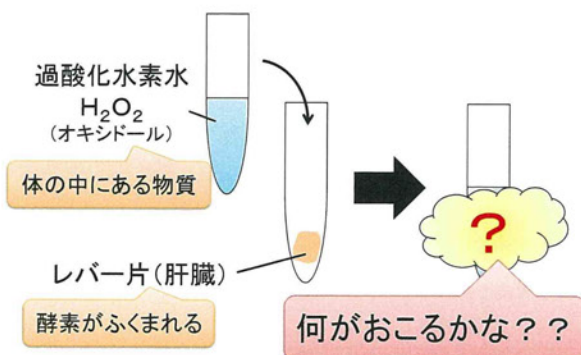 過酸化水素水
H₂O₂
(オキシドール)
体の中にある物質
レバー片(肝臓)
酵素がふくまれる
?
何がおこるかな??